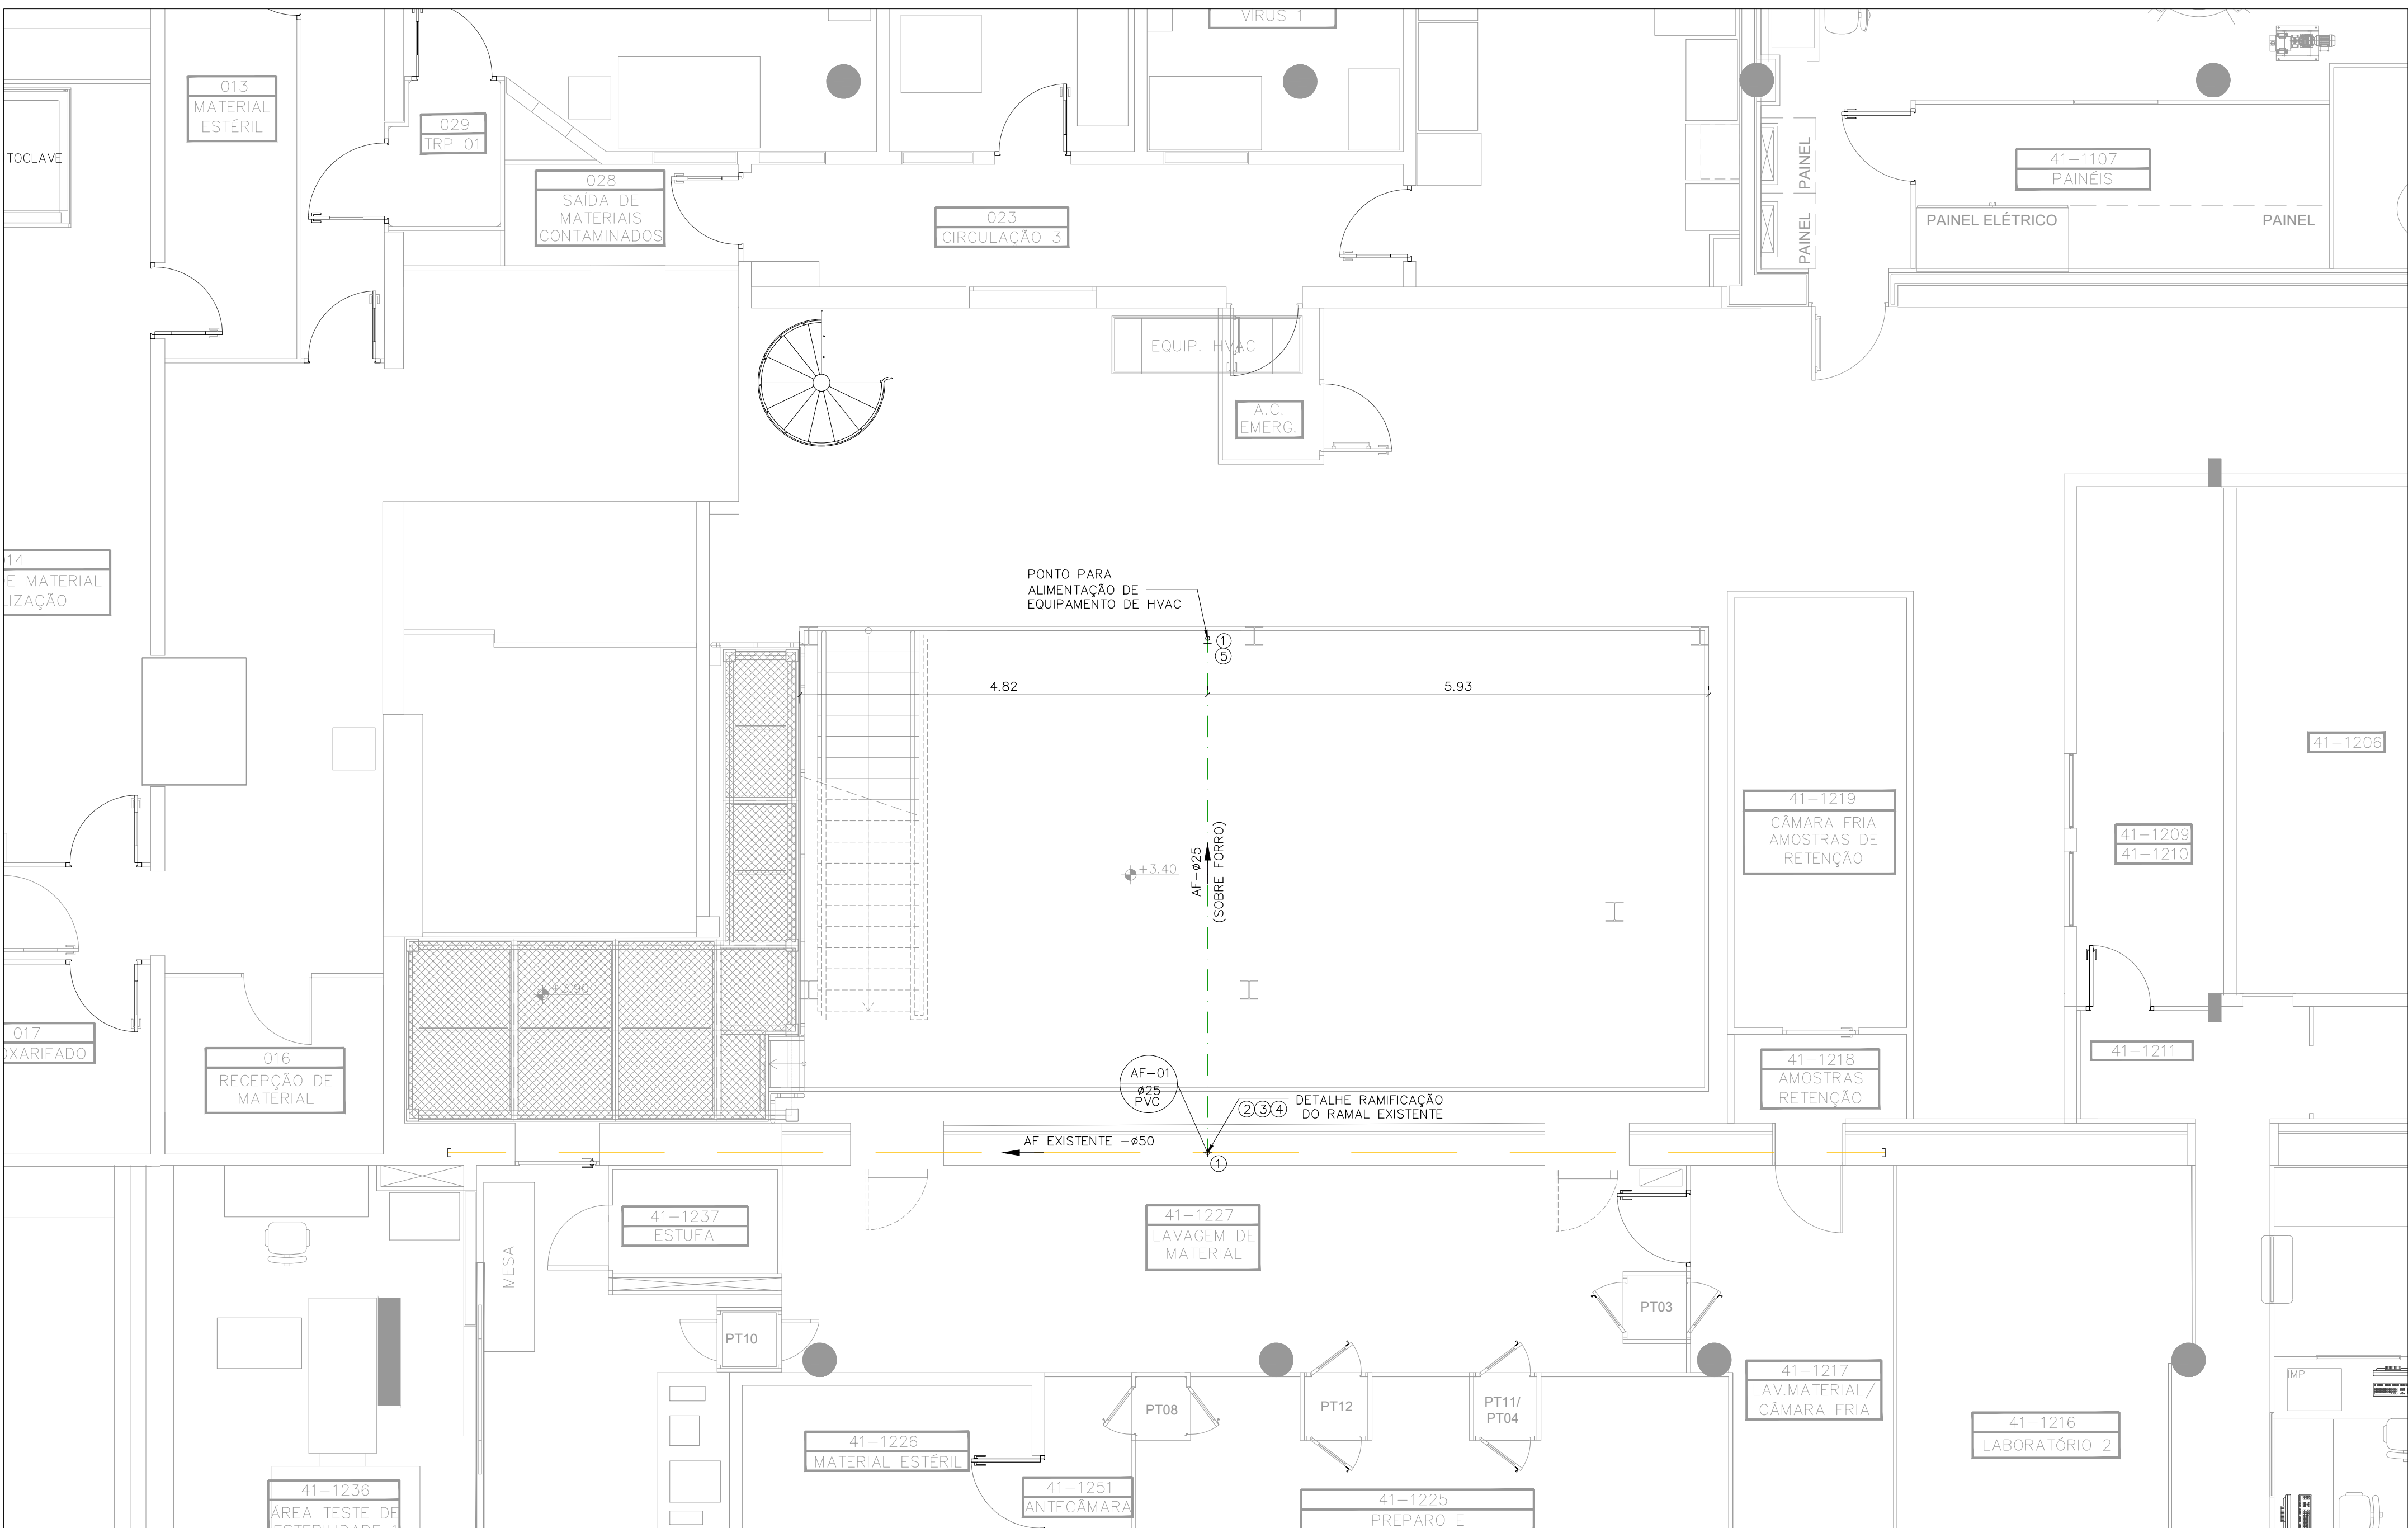 VIRUS 1
013
MATERIAL
ESTÉRIL
029
TRP 01
028
SAÍDA DE
MATERIAIS
CONTAMINADOS
023
CIRCULAÇÃO 3
PAINEL
PAINEL
41-1107
PAINÉIS
PAINEL ELÉTRICO
PAINEL
EQUIP. HVAC
A.C.
EMERG.
14
MATERIAL
PONTO PARA
ALIMENTAÇÃO DE
EQUIPAMENTO DE HVAC
1
5
4.82
5.93
41-1206
41-1219
CÂMARA FRIA
AMOSTRAS DE
RETENÇÃO
41-1209
41-1210
AF-ø25
(SOBRE FORRO)
+3.40
+3.90
017
016
RECEPÇÃO DE
MATERIAL
41-1218
AMOSTRAS
RETENÇÃO
41-1211
AF-01
ø25
PVC
2 3 4 DETALHE RAMIFICAÇÃO
DO RAMAL EXISTENTE
AF EXISTENTE -ø50
1
41-1237
ESTUFA
MESA
41-1227
LAVAGEM DE
MATERIAL
PT10
PT03
PT08
PT12
PT11/
PT04
41-1217
LAV.MATERIAL/
CÂMARA FRIA
IMP
41-1216
LABORATÓRIO 2
41-1226
MATERIAL ESTÉRIL
41-1251
ANTECÂMARA
41-1225
PREPARO E
41-1236
ÁREA TESTE DE